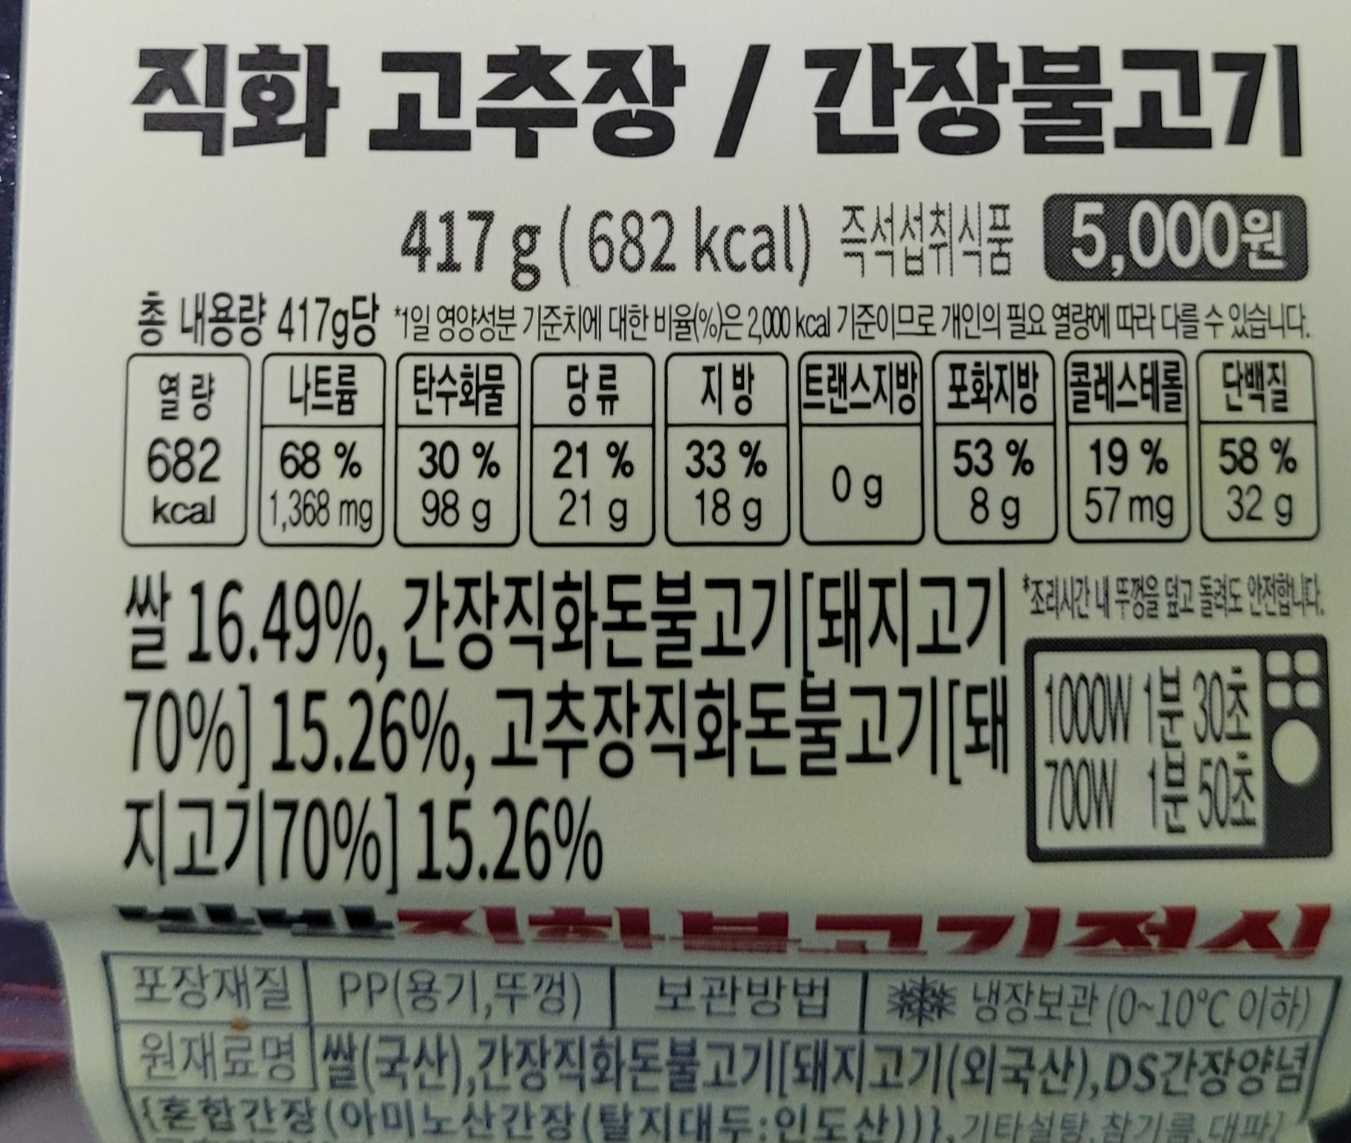 직화 고추장 / 간장불고기
417 g ( 682 kcal) 즉석섭취식품 5,000원
총 내용량 417g당 *1일 영양성분 기준치에 대한 비율(%)은 2,000 kcal 기준이므로 개인의 필요 열량에 따라 다를 수 있습니다.
열량 나트륨 탄수화물 당류 지방 트랜스지방 포화지방 콜레스테롤 단백질
682 68 % 30 % 21 % 33 % 0 g 53 % 19 % 58 %
kcal 1,368 mg 98 g 21 g 18 g 8 g 57 mg 32 g
쌀 16.49%, 간장직화돈불고기[돼지고기
70%] 15.26%, 고추장직화돈불고기[돼
지고기70%] 15.26%
*조리시간 내 뚜껑을 덮고 돌려도 안전합니다.
1000W 1분 30초
700W 1분 50초
직화불고기정식
포장재질 PP(용기,뚜껑) 보관방법 냉장보관 (0~10℃ 이하)
원재료명 쌀(국산),간장직화돈불고기[돼지고기(외국산),DS간장양념
{혼합간장(아미노산간장(탈지대두:인도산))},기타설탕,참기름,대파]